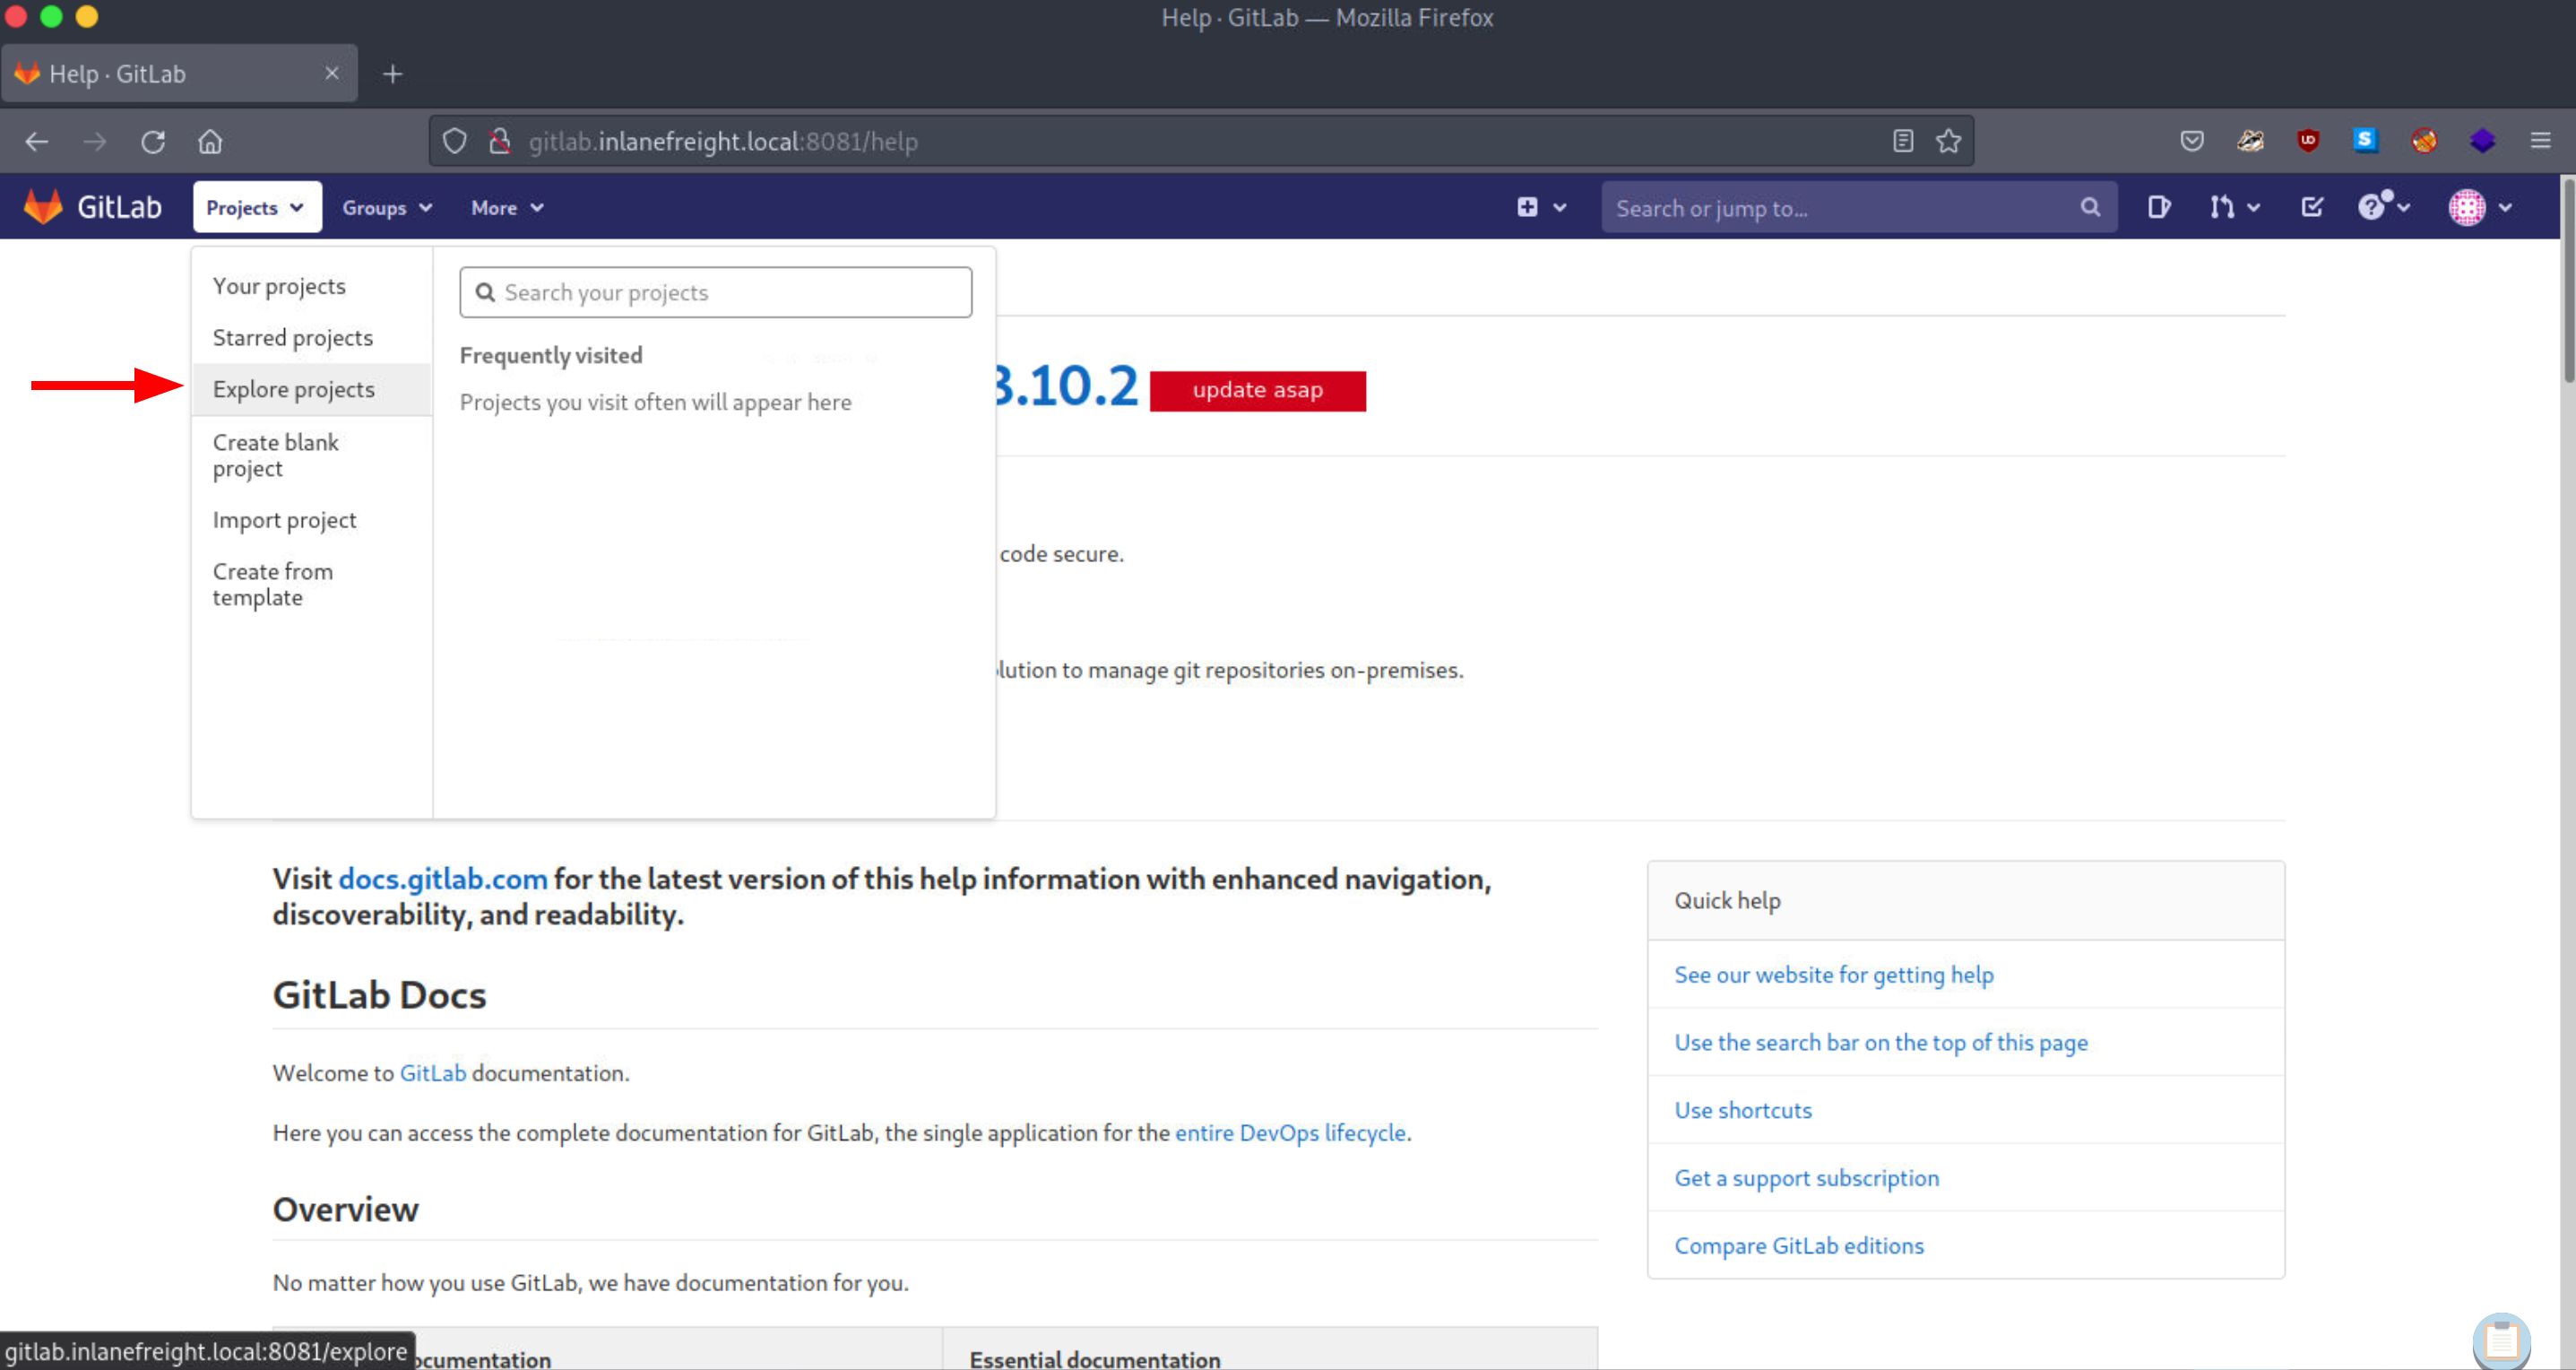 Help · GitLab — Mozilla Firefox
Help · GitLab
gitlab.inlanefreight.local:8081/help
GitLab
Projects
Groups
More
Search or jump to...
Your projects
Starred projects
Explore projects
Create blank
project
Import project
Create from
template
Search your projects
Frequently visited
Projects you visit often will appear here
3.10.2
update asap
code secure.
lution to manage git repositories on-premises.
Visit docs.gitlab.com for the latest version of this help information with enhanced navigation,
discoverability, and readability.
GitLab Docs
Welcome to GitLab documentation.
Here you can access the complete documentation for GitLab, the single application for the entire DevOps lifecycle.
Overview
No matter how you use GitLab, we have documentation for you.
ocumentation
Essential documentation
Quick help
See our website for getting help
Use the search bar on the top of this page
Use shortcuts
Get a support subscription
Compare GitLab editions
gitlab.inlanefreight.local:8081/explore